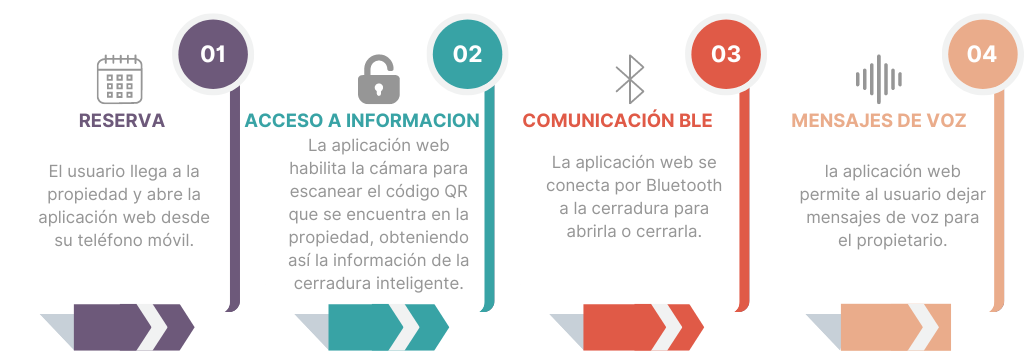 01
RESERVA
El usuario llega a la
propiedad y abre la
aplicación web desde
su teléfono móvil.
02
ACCESO A INFORMACION
La aplicación web
habilita la cámara para
escanear el código QR
que se encuentra en la
propiedad, obteniendo
así la información de la
cerradura inteligente.
03
COMUNICACIÓN BLE
La aplicación web se
conecta por Bluetooth
a la cerradura para
abrirla o cerrarla.
04
MENSAJES DE VOZ
la aplicación web
permite al usuario dejar
mensajes de voz para
el propietario.